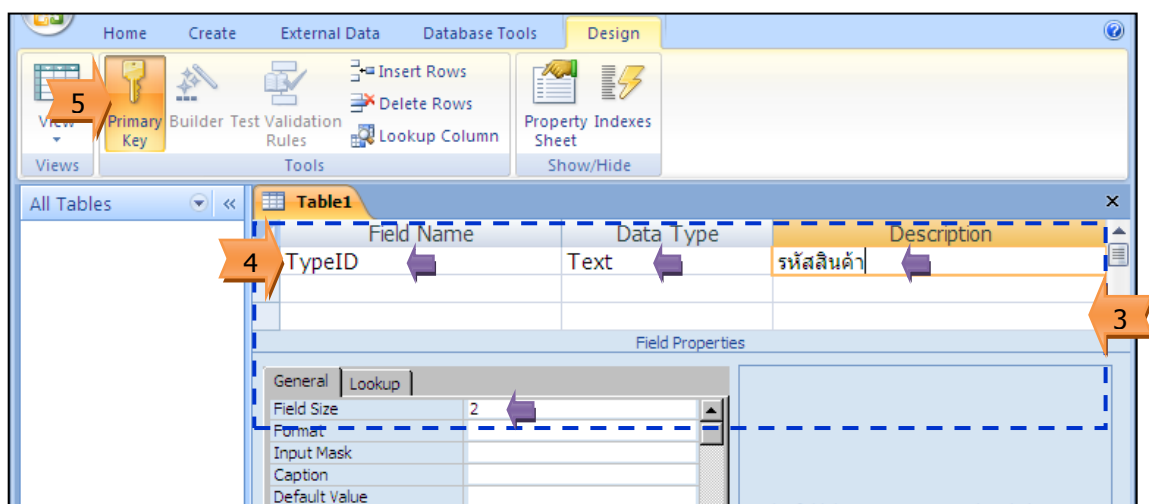 Home Create External Data Database Tools Design
View
Primary Key
Builder
Test Validation Rules
Insert Rows
Delete Rows
Lookup Column
Property Sheet
Indexes
Views Tools Show/Hide
5
All Tables « Table1 ×
Field Name Data Type Description
4 TypeID Text รหัสสินค้า
3
Field Properties
General Lookup
Field Size 2
Format
Input Mask
Caption
Default Value